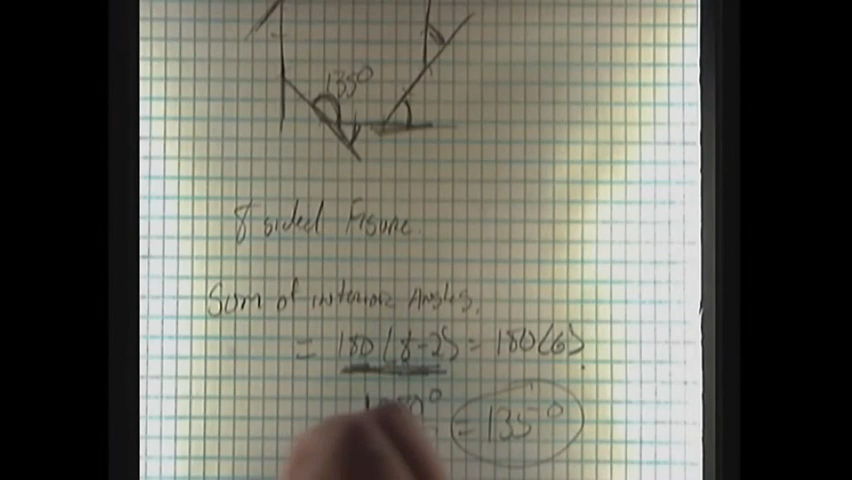 135°
8 sided Figure.
Sum of interior Angles.
= 180(8-2) = 180(6).
= 135°